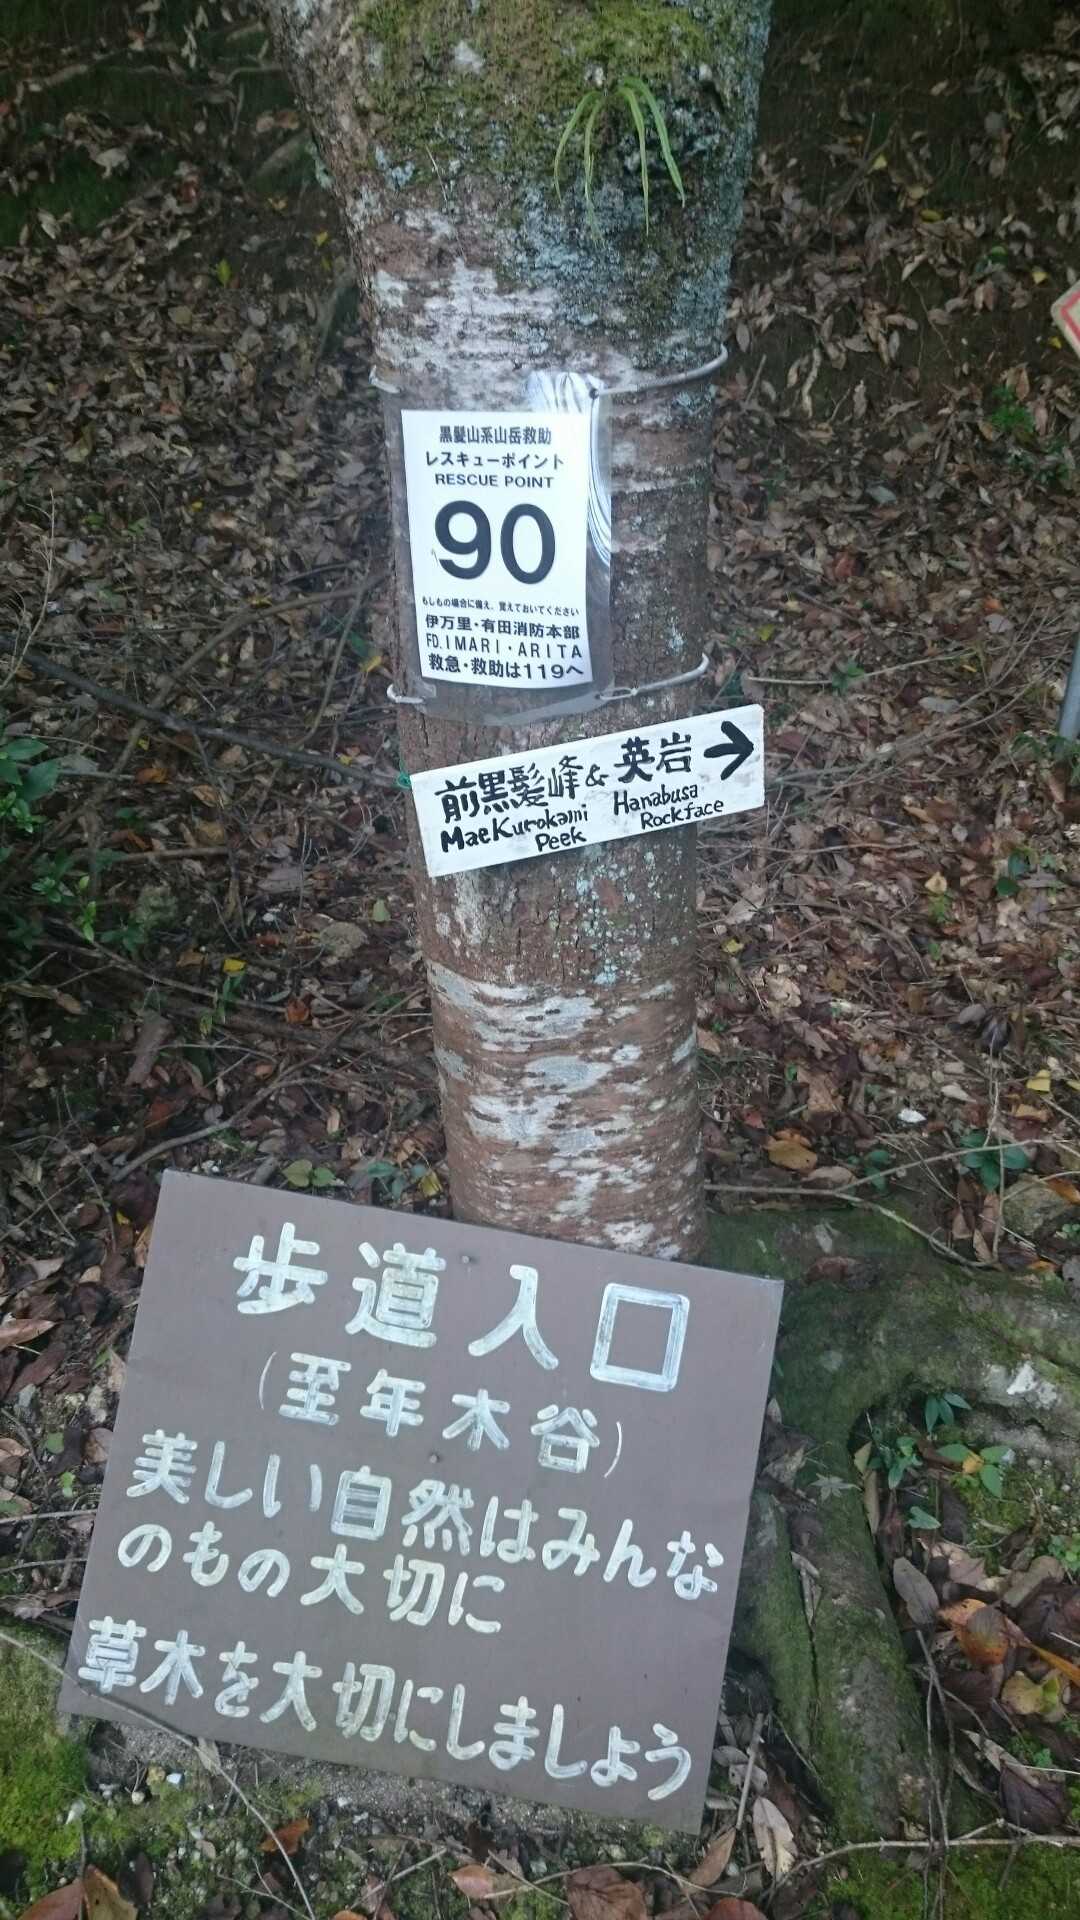 黒髪山系山岳救助
レスキューポイント
RESCUE POINT
90
もしもの場合に備え、覚えておいてください
伊万里・有田消防本部
FD.IMARI・ARITA
救急・救助は119へ
前黒髪峰 & 英岩 →
MaeKurokami Hanabusa
Peek Rockface
歩道入口
(至年木谷)
美しい自然はみんな
のもの大切に
草木を大切にしましょう